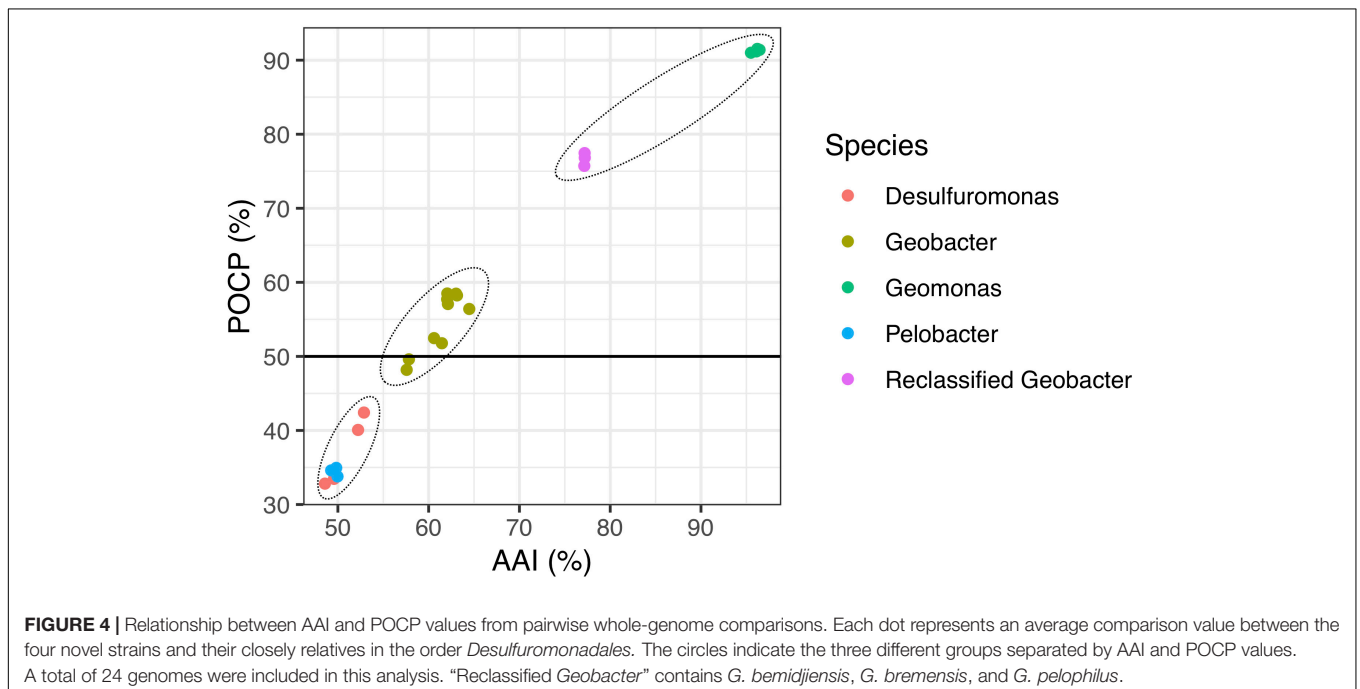 90
80
70
60
50
40
30
POCP (%)
50
60
70
80
90
AAI (%)
Species
Desulfuromonas
Geobacter
Geomonas
Pelobacter
Reclassified Geobacter
FIGURE 4 | Relationship between AAI and POCP values from pairwise whole-genome comparisons. Each dot represents an average comparison value between the
four novel strains and their closely relatives in the order Desulfuromonadales. The circles indicate the three different groups separated by AAI and POCP values.
A total of 24 genomes were included in this analysis. “Reclassified Geobacter” contains G. bemidjiensis, G. bremensis, and G. pelophilus.